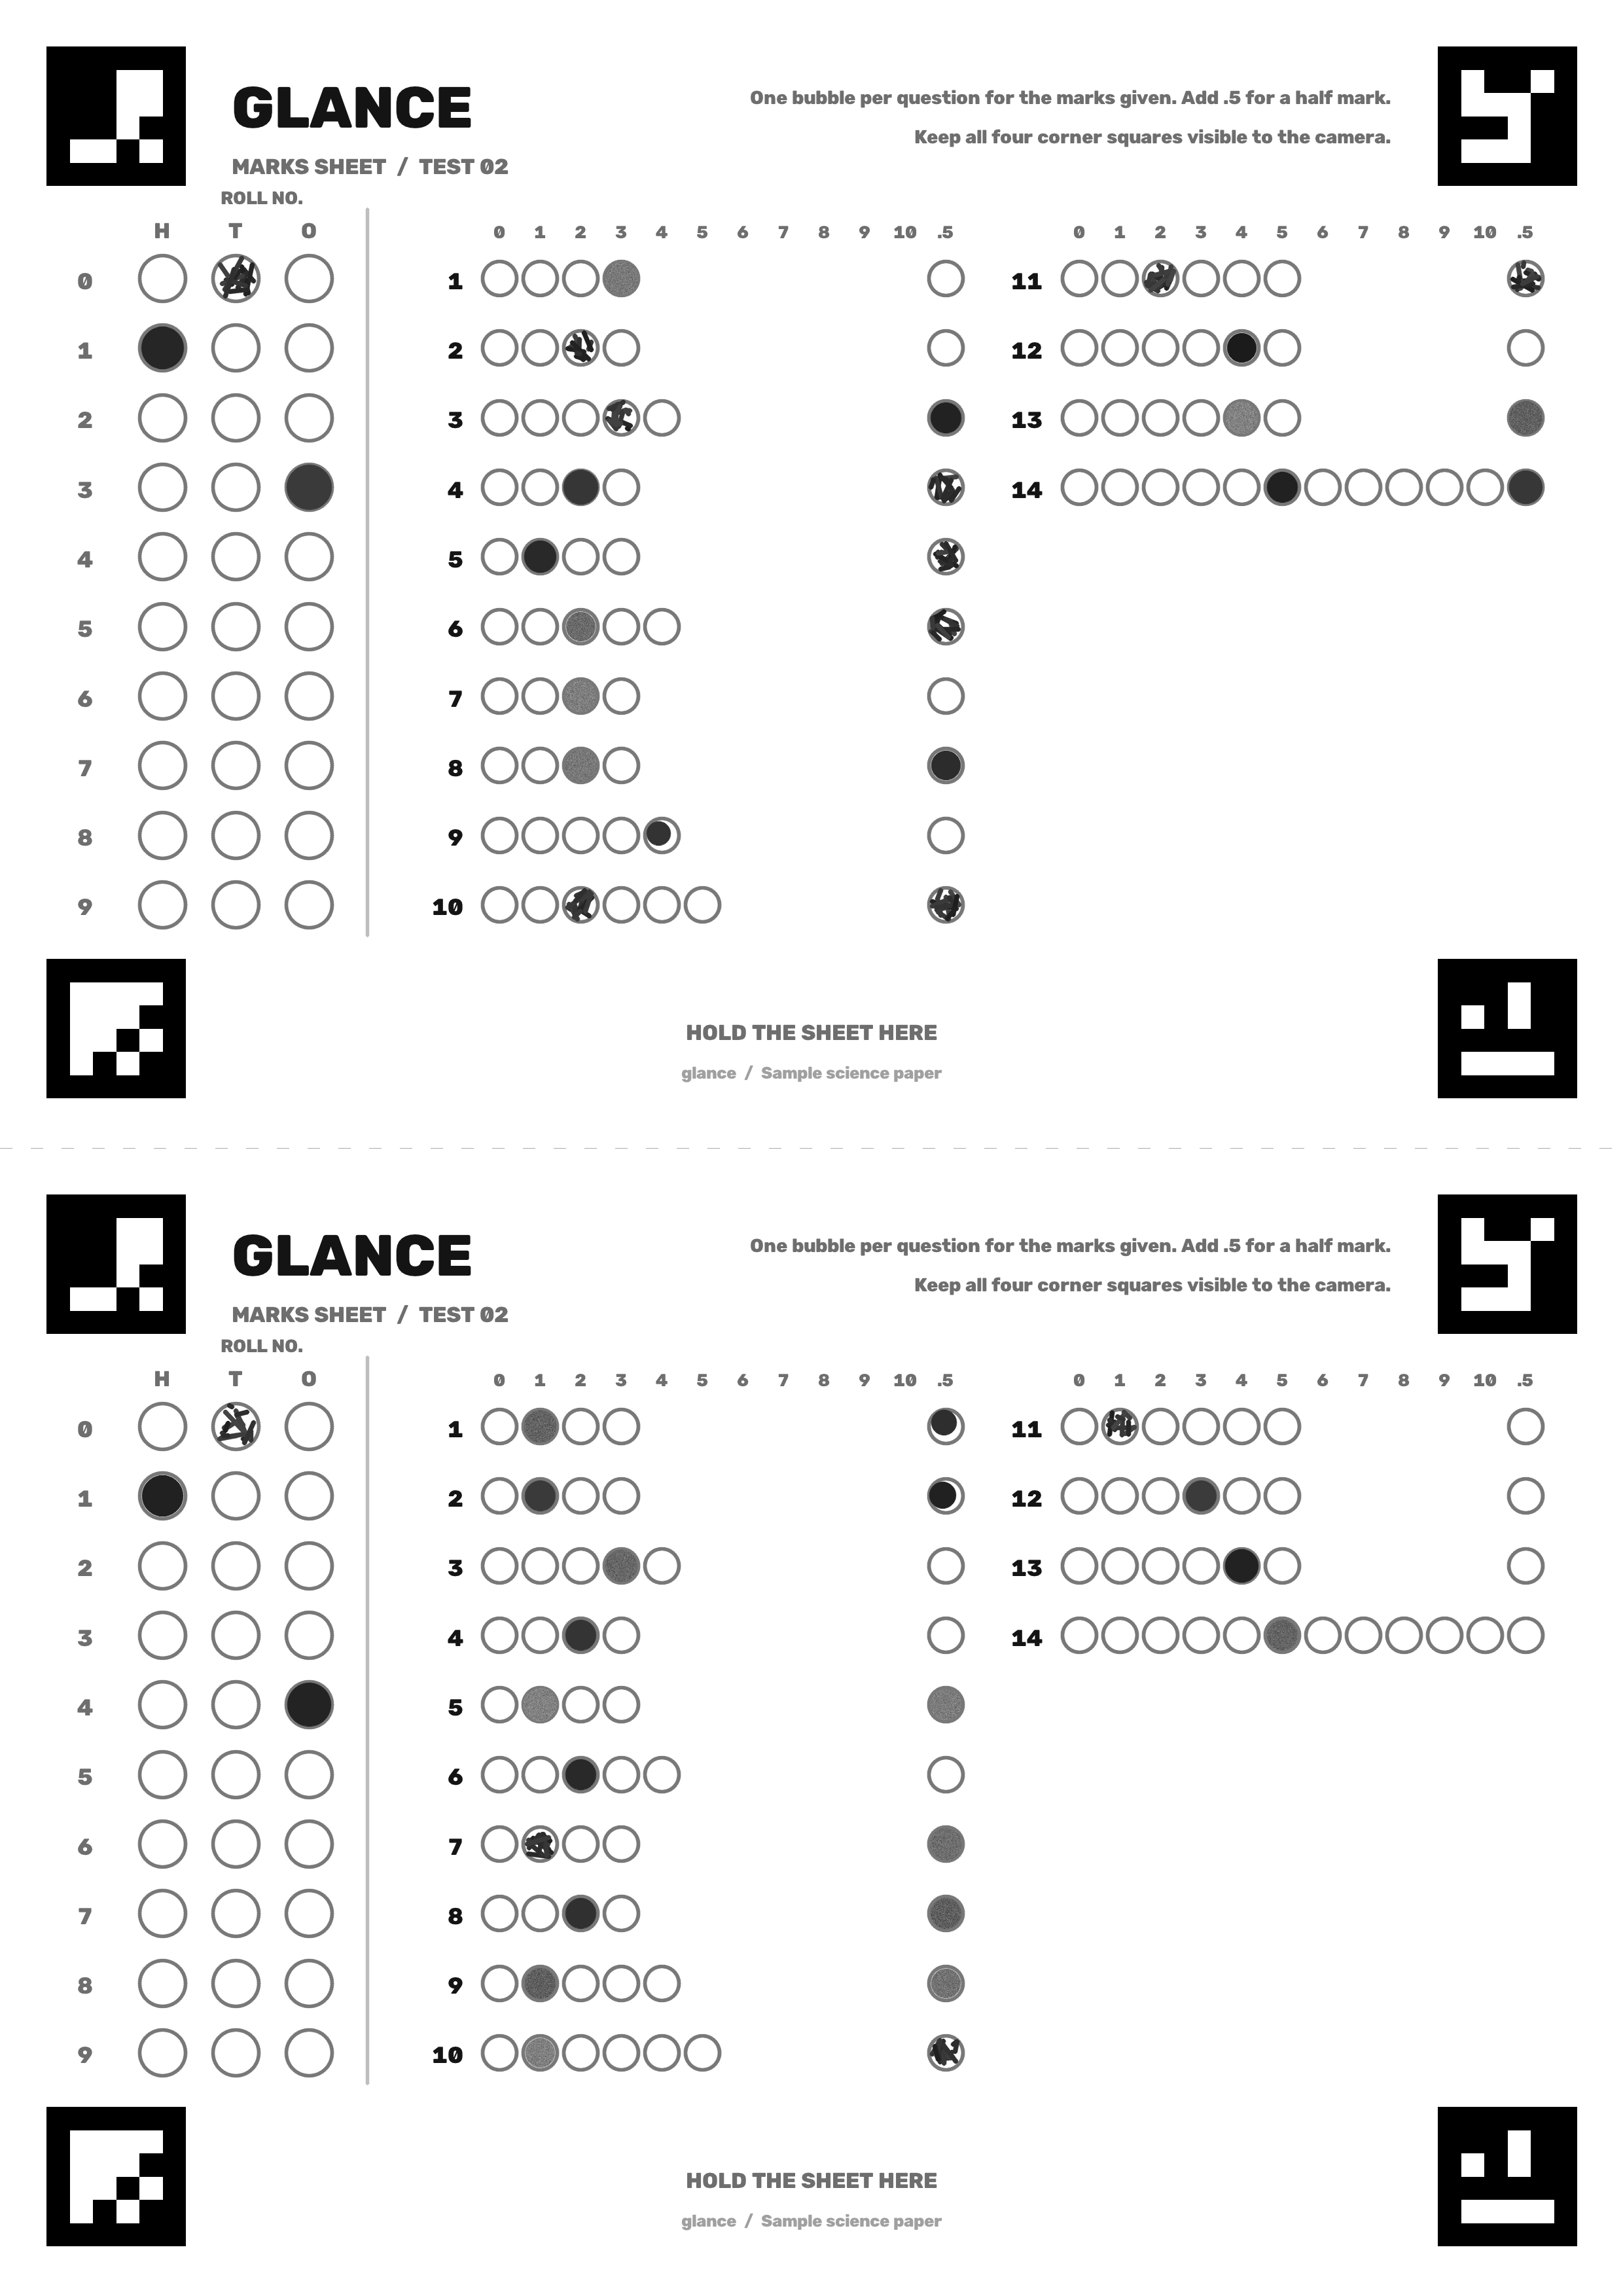 GLANCE
One bubble per question for the marks given. Add .5 for a half mark.
Keep all four corner squares visible to the camera.
MARKS SHEET / TEST 02
ROLL NO.
H T O 0 1 2 3 4 5 6 7 8 9 10 .5 0 1 2 3 4 5 6 7 8 9 10 .5
0 1 11
1 2 12
2 3 13
3 4 14
4 5
5 6
6 7
7 8
8 9
9 10
HOLD THE SHEET HERE
glance / Sample science paper
GLANCE
One bubble per question for the marks given. Add .5 for a half mark.
Keep all four corner squares visible to the camera.
MARKS SHEET / TEST 02
ROLL NO.
H T O 0 1 2 3 4 5 6 7 8 9 10 .5 0 1 2 3 4 5 6 7 8 9 10 .5
0 1 11
1 2 12
2 3 13
3 4 14
4 5
5 6
6 7
7 8
8 9
9 10
HOLD THE SHEET HERE
glance / Sample science paper